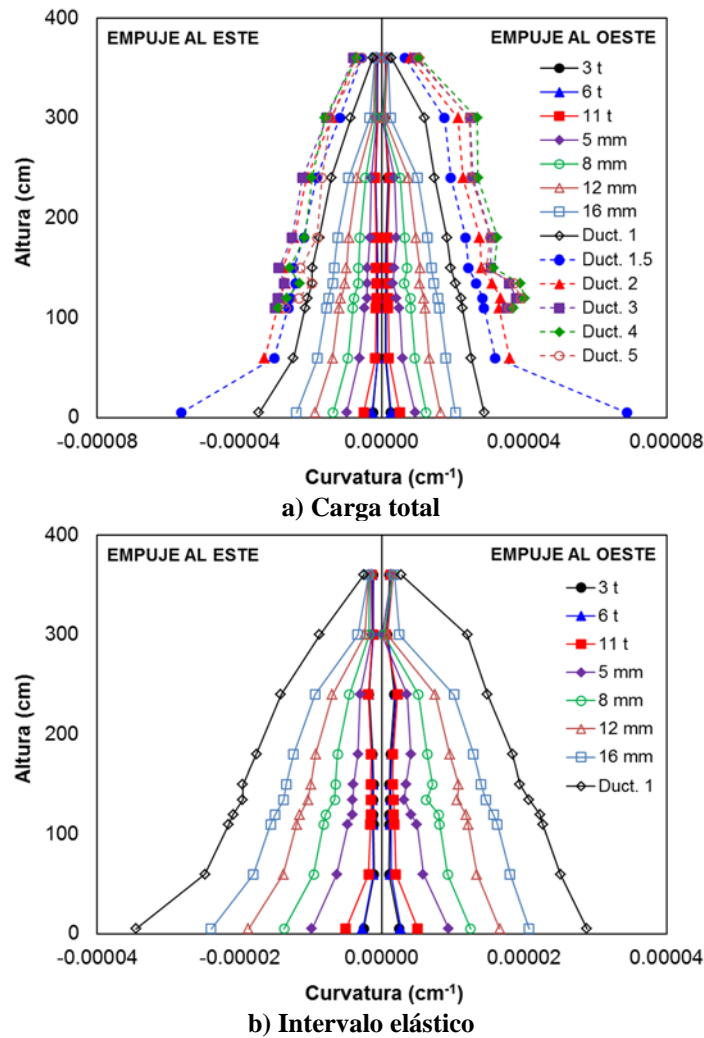 EMPUJE AL ESTE
EMPUJE AL OESTE
3 t
6 t
11 t
5 mm
8 mm
12 mm
16 mm
Duct. 1
Duct. 1.5
Duct. 2
Duct. 3
Duct. 4
Duct. 5
Altura (cm)
400
300
200
100
0
-0.00008 -0.00004 0.00000 0.00004 0.00008
Curvatura (cm⁻¹)
a) Carga total
EMPUJE AL ESTE
EMPUJE AL OESTE
3 t
6 t
11 t
5 mm
8 mm
12 mm
16 mm
Duct. 1
Altura (cm)
400
300
200
100
0
-0.00004 -0.00002 0.00000 0.00002 0.00004
Curvatura (cm⁻¹)
b) Intervalo elástico